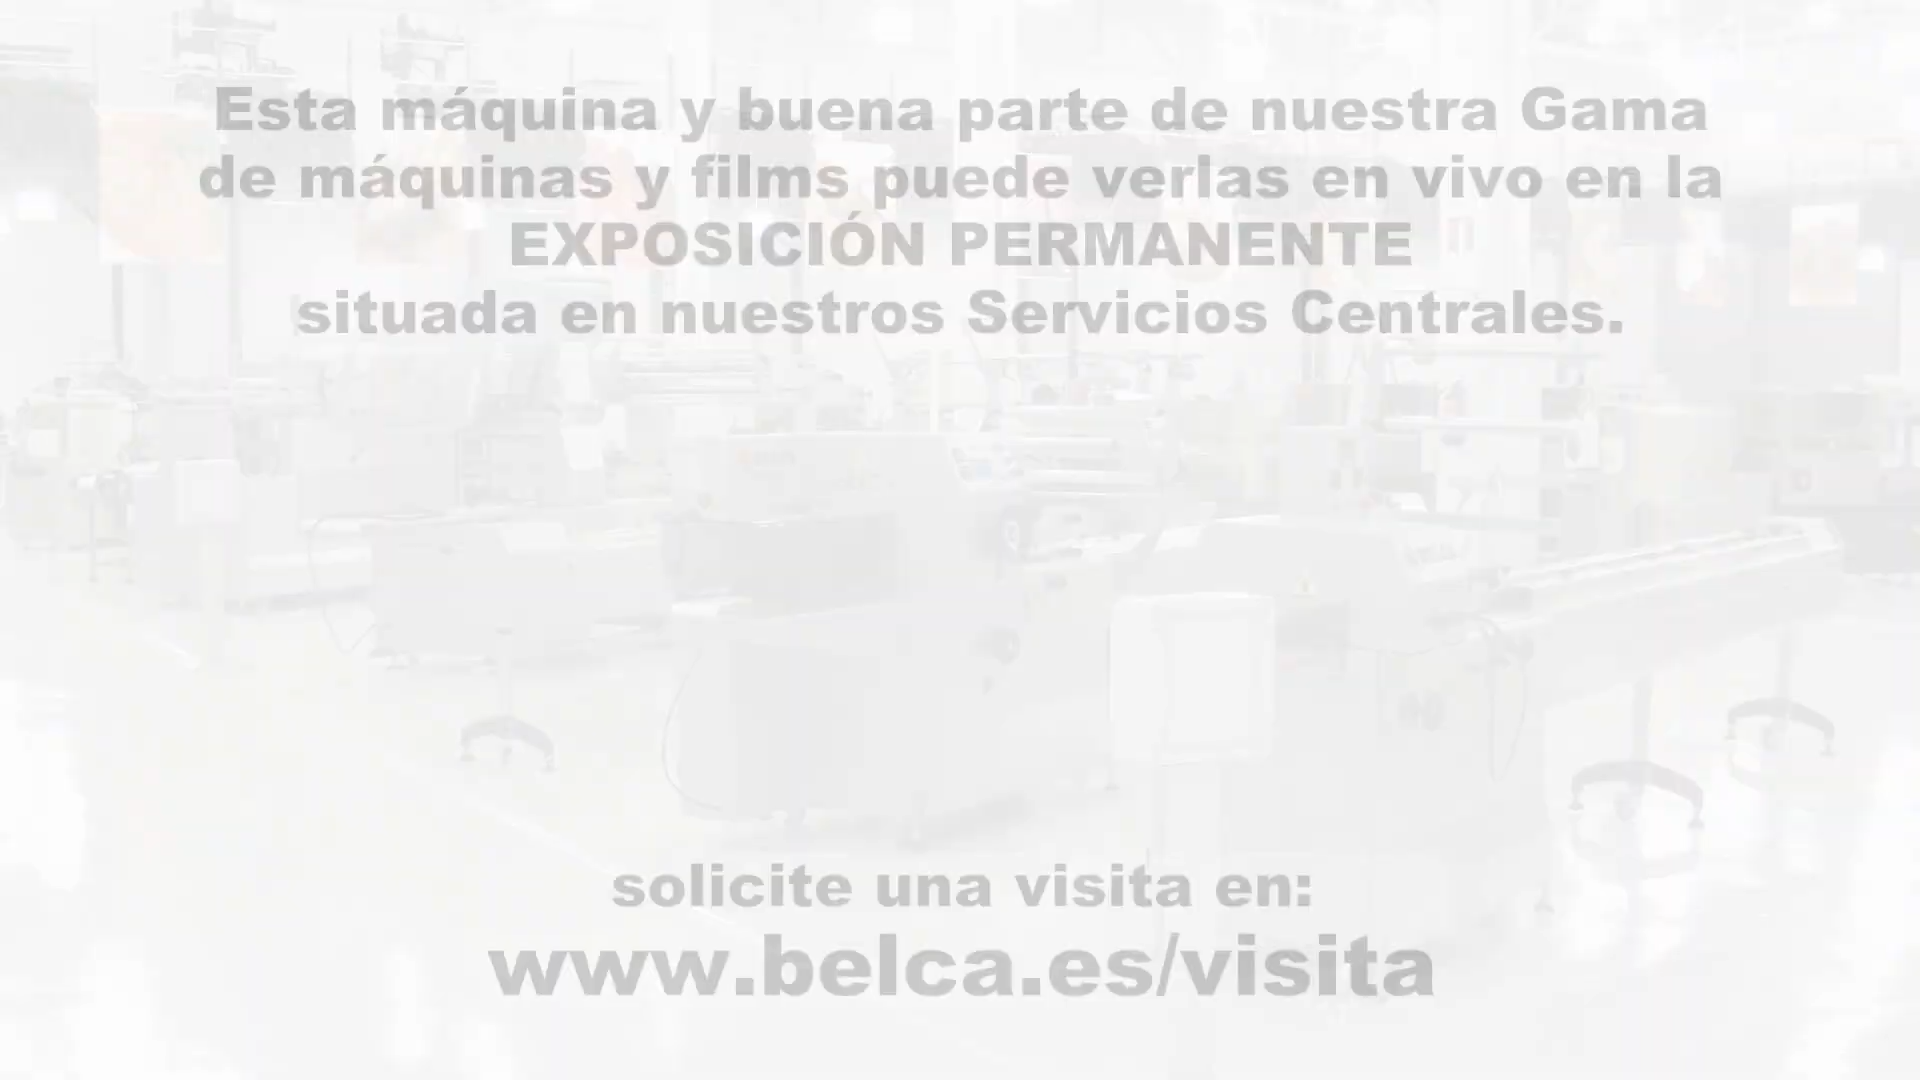 Esta máquina y buena parte de nuestra Gama
de máquinas y films puede verlas en vivo en la
EXPOSICIÓN PERMANENTE
situada en nuestros Servicios Centrales.
solicite una visita en:
www.belca.es/visita